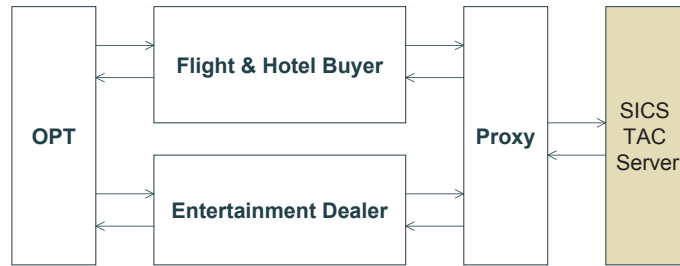 Flight & Hotel Buyer
OPT
Proxy
SICS
TAC
Server
Entertainment Dealer